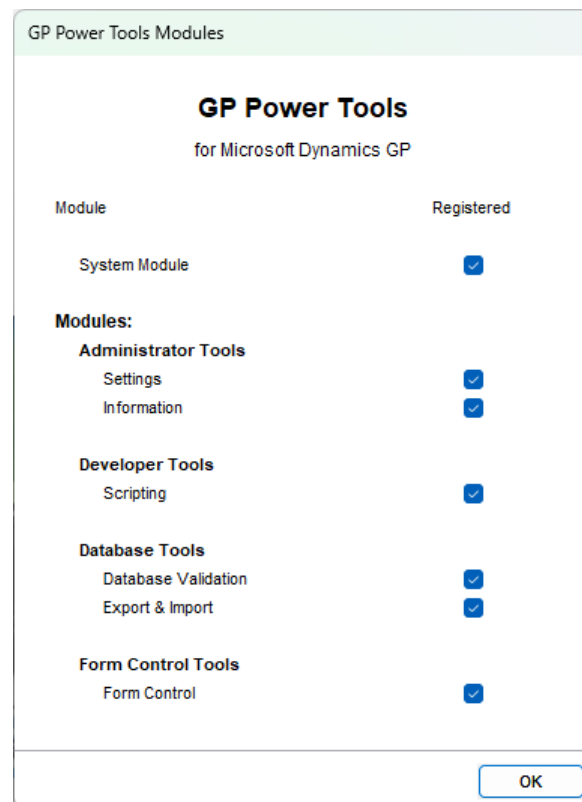 GP Power Tools Modules
GP Power Tools
for Microsoft Dynamics GP
Module Registered
System Module
Modules:
Administrator Tools
Settings
Information
Developer Tools
Scripting
Database Tools
Database Validation
Export & Import
Form Control Tools
Form Control
OK